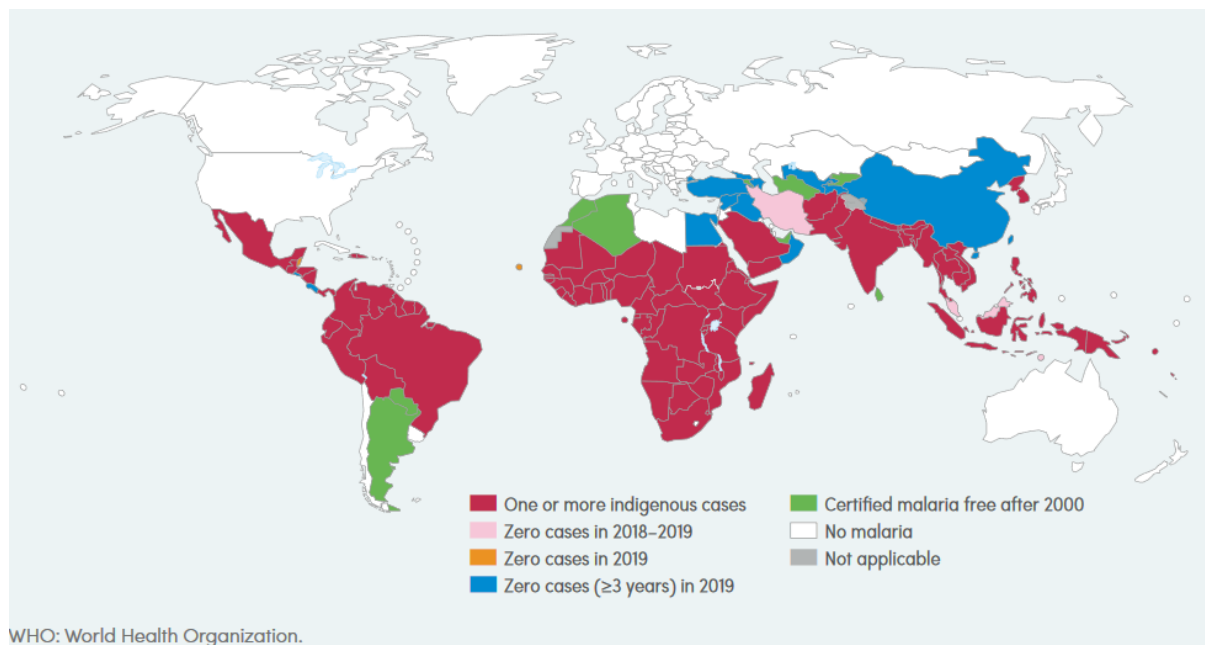 One or more indigenous cases
Zero cases in 2018–2019
Zero cases in 2019
Zero cases (≥3 years) in 2019
Certified malaria free after 2000
No malaria
Not applicable
WHO: World Health Organization.